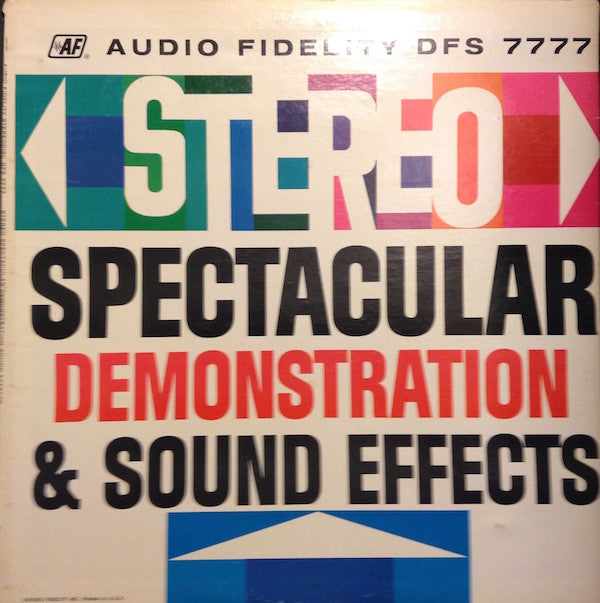 AF® AUDIO FIDELITY DFS 7777
STEREO
SPECTACULAR
DEMONSTRATION
& SOUND EFFECTS